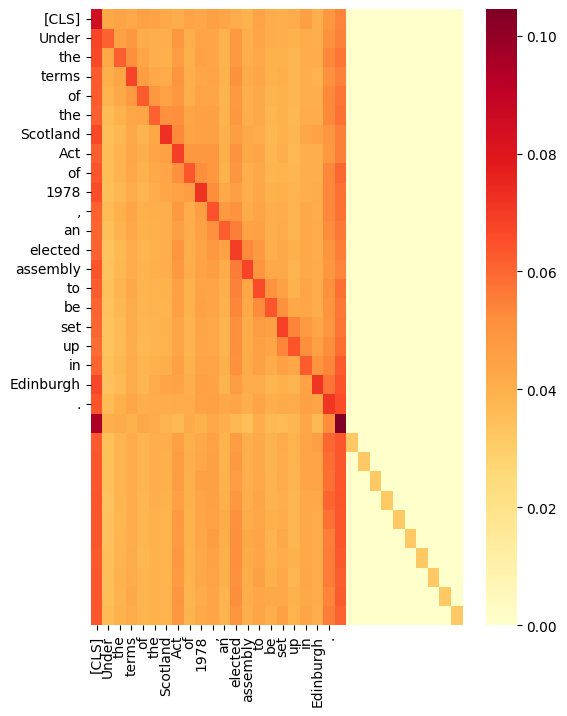 [CLS]
Under
the
terms
of
the
Scotland
Act
of
1978
,
an
elected
assembly
to
be
set
up
in
Edinburgh
.
0.10
0.08
0.06
0.04
0.02
0.00
[CLS]
Under
the
terms
of
the
Scotland
Act
of
1978
,
an
elected
assembly
to
be
set
up
in
Edinburgh
.